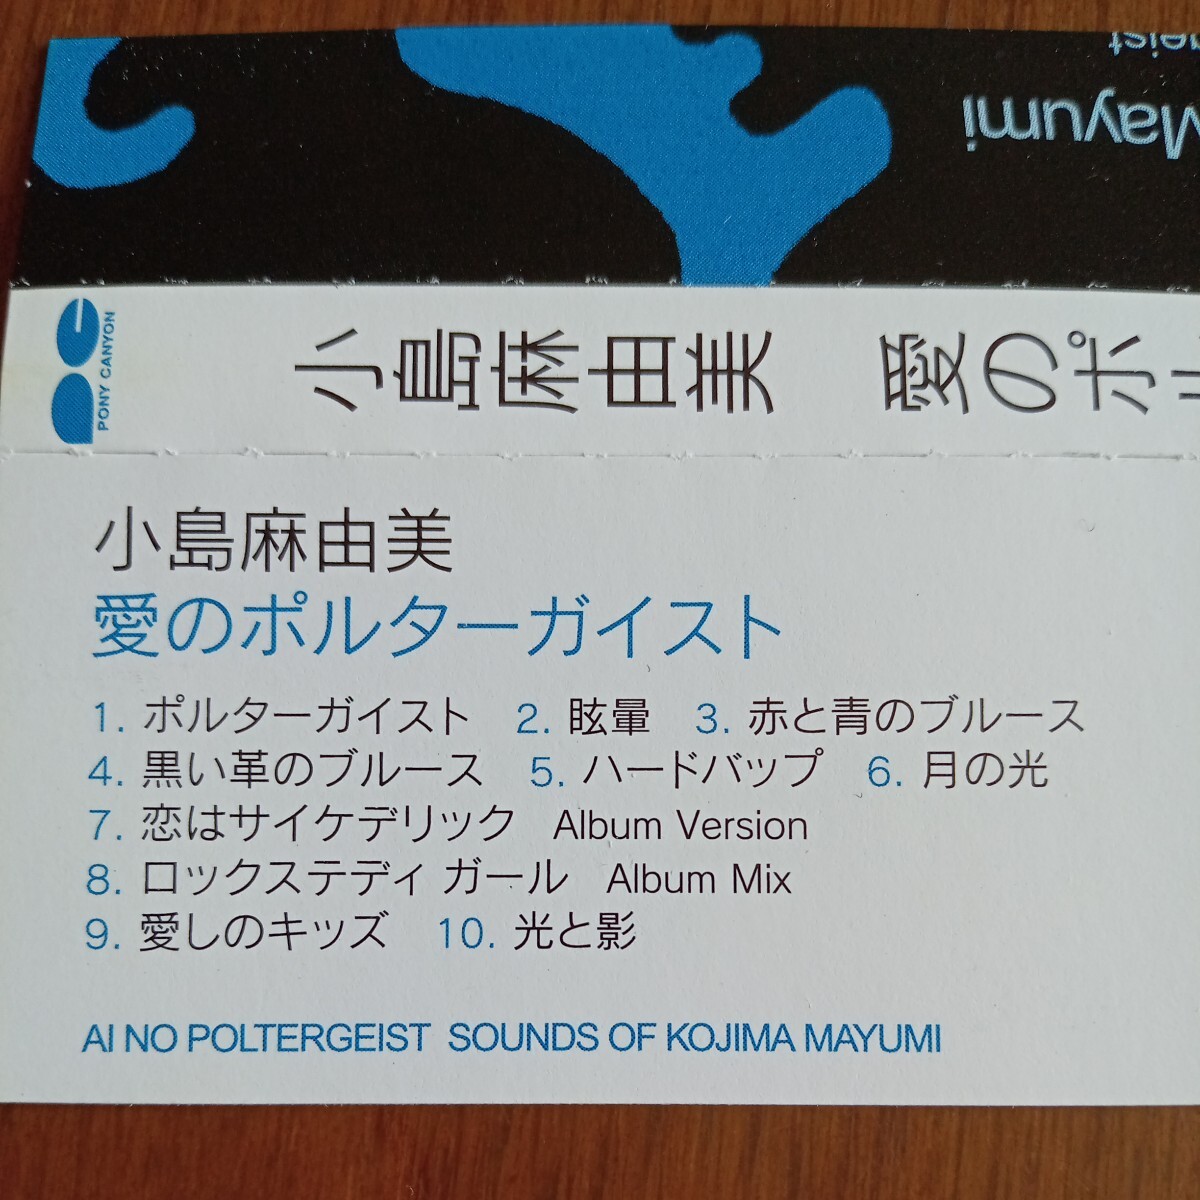 geist
Mayumi
PONY CANYON
小島麻由美　愛のポル
小島麻由美
愛のポルターガイスト
1. ポルターガイスト　2. 眩暈　3. 赤と青のブルース
4. 黒い革のブルース　5. ハードバップ　6. 月の光
7. 恋はサイケデリック　Album Version
8. ロックステディ ガール　Album Mix
9. 愛しのキッズ　10. 光と影
AI NO POLTERGEIST SOUNDS OF KOJIMA MAYUMI